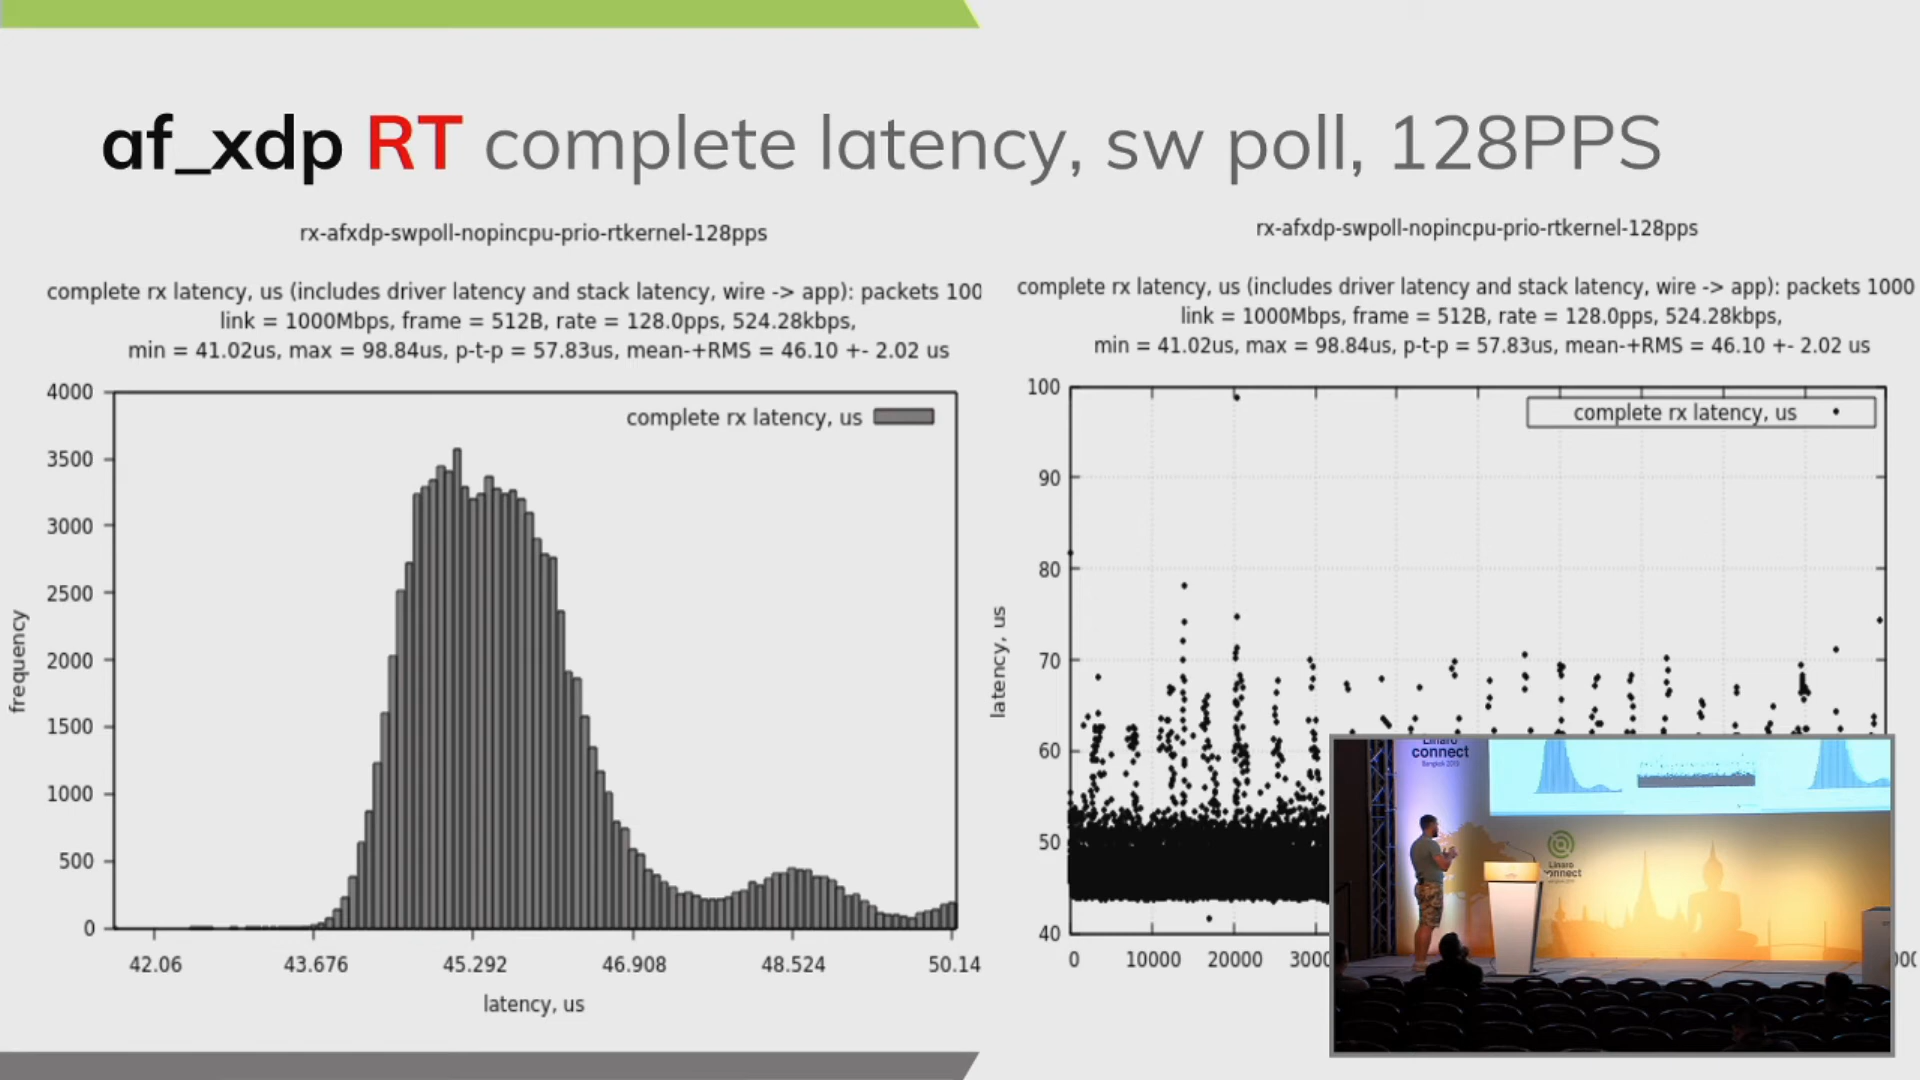 af_xdp RT complete latency, sw poll, 128PPS
rx-afxdp-swpoll-nopincpu-prio-rtkernel-128pps
complete rx latency, us (includes driver latency and stack latency, wire -> app): packets 100
link = 1000Mbps, frame = 512B, rate = 128.0pps, 524.28kbps,
min = 41.02us, max = 98.84us, p-t-p = 57.83us, mean-+RMS = 46.10 +- 2.02 us
complete rx latency, us
4000
3500
3000
2500
2000
1500
1000
500
0
frequency
42.06 43.676 45.292 46.908 48.524 50.14
latency, us
rx-afxdp-swpoll-nopincpu-prio-rtkernel-128pps
complete rx latency, us (includes driver latency and stack latency, wire -> app): packets 1000
link = 1000Mbps, frame = 512B, rate = 128.0pps, 524.28kbps,
min = 41.02us, max = 98.84us, p-t-p = 57.83us, mean-+RMS = 46.10 +- 2.02 us
complete rx latency, us
100
90
80
70
60
50
40
latency, us
0 10000 20000 3000
Linaro
connect
Bangkok 2019
Linaro
connect